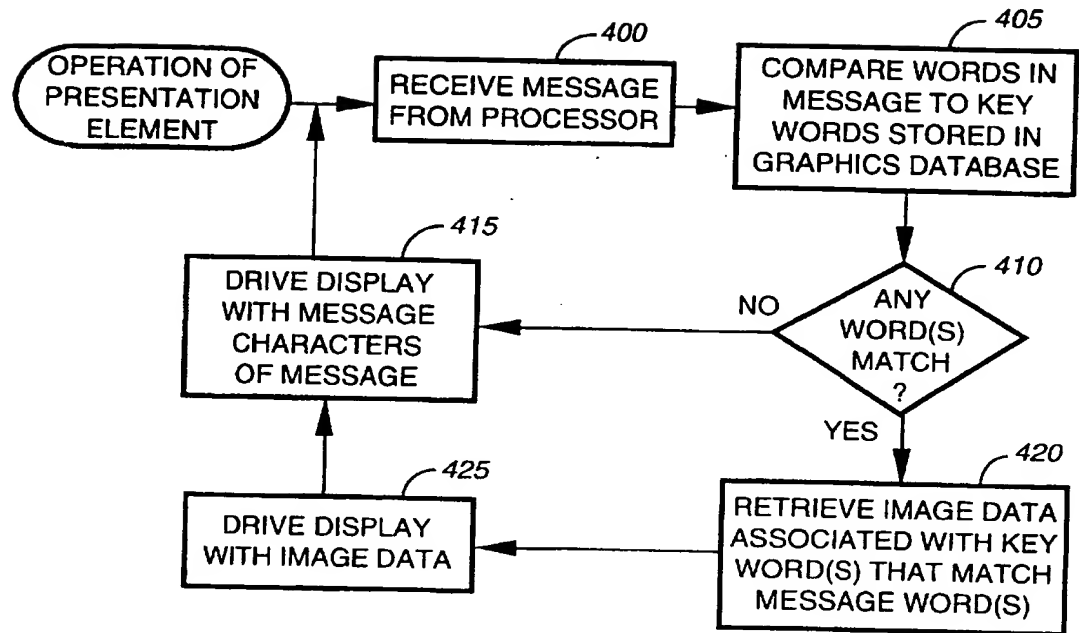 OPERATION OF
PRESENTATION
ELEMENT
400
RECEIVE MESSAGE
FROM PROCESSOR
405
COMPARE WORDS IN
MESSAGE TO KEY
WORDS STORED IN
GRAPHICS DATABASE
410
ANY
WORD(S)
MATCH
?
NO
YES
415
DRIVE DISPLAY
WITH MESSAGE
CHARACTERS
OF MESSAGE
420
RETRIEVE IMAGE DATA
ASSOCIATED WITH KEY
WORD(S) THAT MATCH
MESSAGE WORD(S)
425
DRIVE DISPLAY
WITH IMAGE DATA